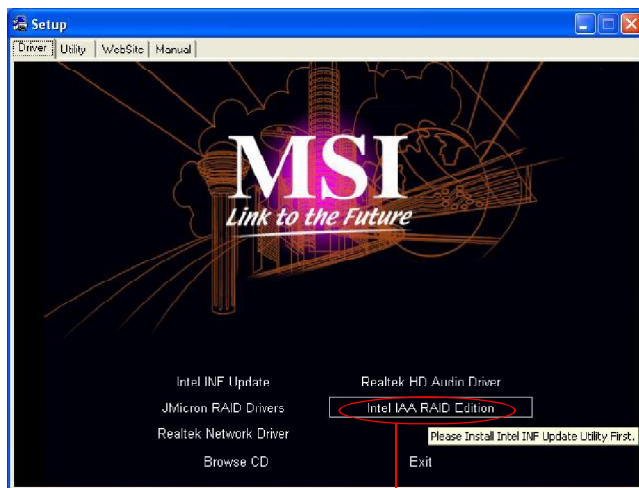 Setup
Driver Utility WebSite Manual
MSI
Link to the Future
Intel INF Update
Realtek HD Audio Driver
JMicron RAID Drivers
Intel IAA RAID Edition
Realtek Network Driver
Please Install Intel INF Update Utility First.
Browse CD
Exit